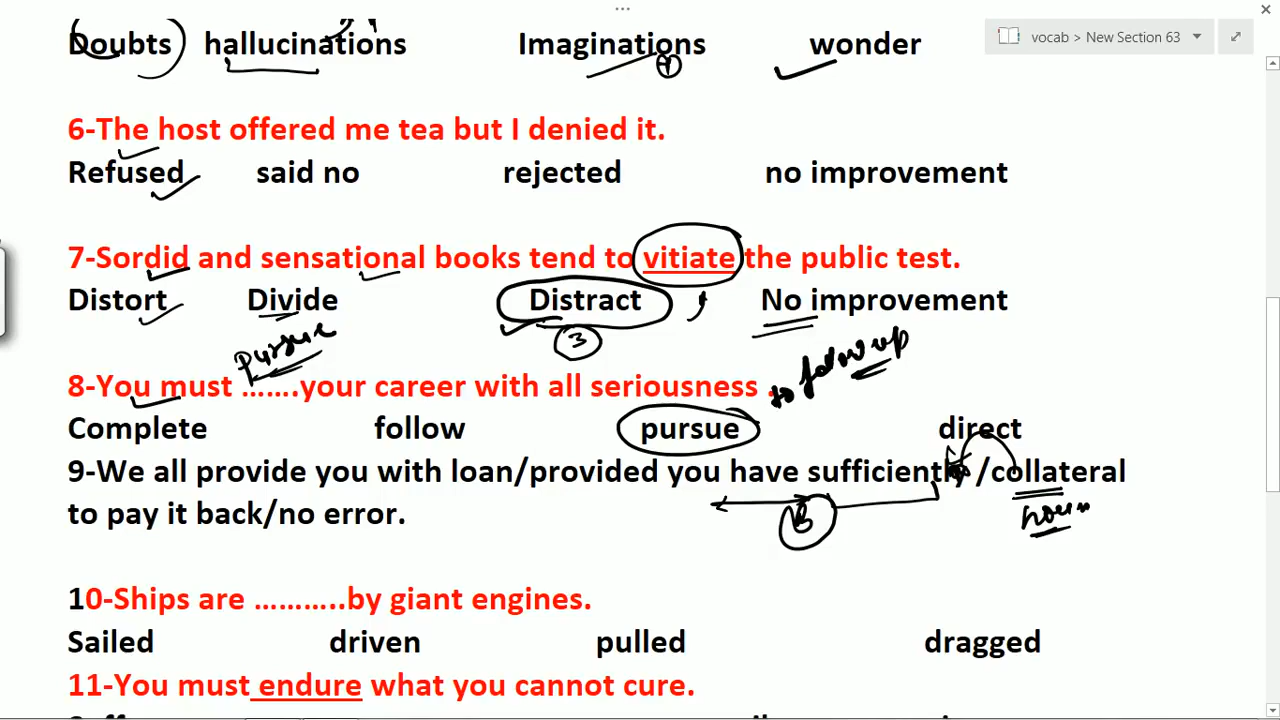 vocab > New Section 63
Doubts hallucinations Imaginations wonder
4
6-The host offered me tea but I denied it.
Refused said no rejected no improvement
7-Sordid and sensational books tend to vitiate the public test.
Distort Divide Distract No improvement
pursue 3 to follow up
8-You must …….your career with all seriousness .
Complete follow pursue direct
9-We all provide you with loan/provided you have sufficiently /collateral
to pay it back/no error. B noun
10-Ships are ………..by giant engines.
Sailed driven pulled dragged
11-You must endure what you cannot cure.